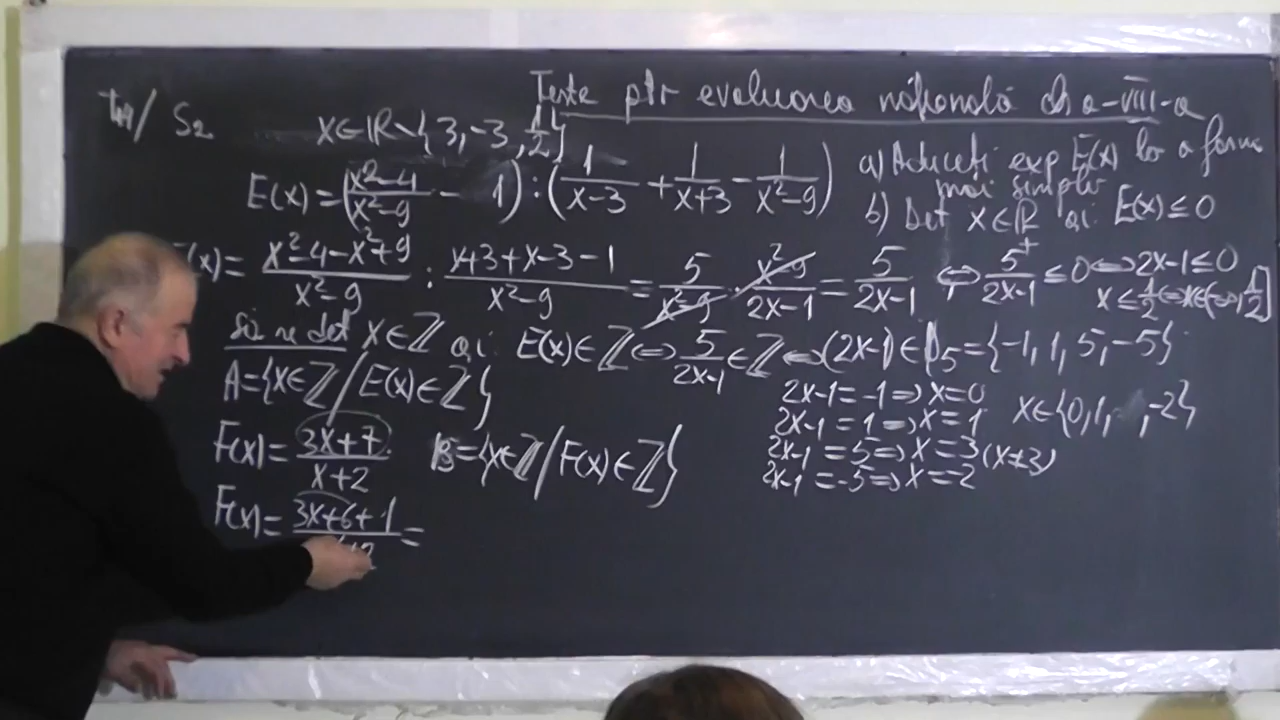 Teste ptr evaluarea națională cls a-VIII-a
T19/ S2 x∈ℝ∖{3,-3,1/2}
E(x)=((x²-4)/(x²-9) - 1):(1/(x-3)+1/(x+3)-1/(x²-9))
a) Aduceți exp E(x) la o formă
mai simplă
b) Det x∈ℝ aî: E(x)≤0
(x)=(x²-4-x²+9)/(x²-9) : (x+3+x-3-1)/(x²-9)=5/(x²-9)·(x²-9)/(2x-1)=5/(2x-1) ⇔ 5⁺/(2x-1)≤0⇔2x-1≤0
x≤1/2⇔x∈(-∞,1/2]
să se det x∈ℤ aî: E(x)∈ℤ⇔5/(2x-1)∈ℤ⇔(2x-1)∈D5={-1,1,5,-5}
A={x∈ℤ/E(x)∈ℤ}
2x-1=-1⇒x=0
2x-1=1⇒x=1 x∈{0,1, ,-2}
2x-1=5⇒x=3(x≠3)
2x-1=-5⇒x=-2
F(x)=(3x+7)/(x+2) B={x∈ℤ/F(x)∈ℤ}
F(x)=(3x+6+1)/(x+2)=